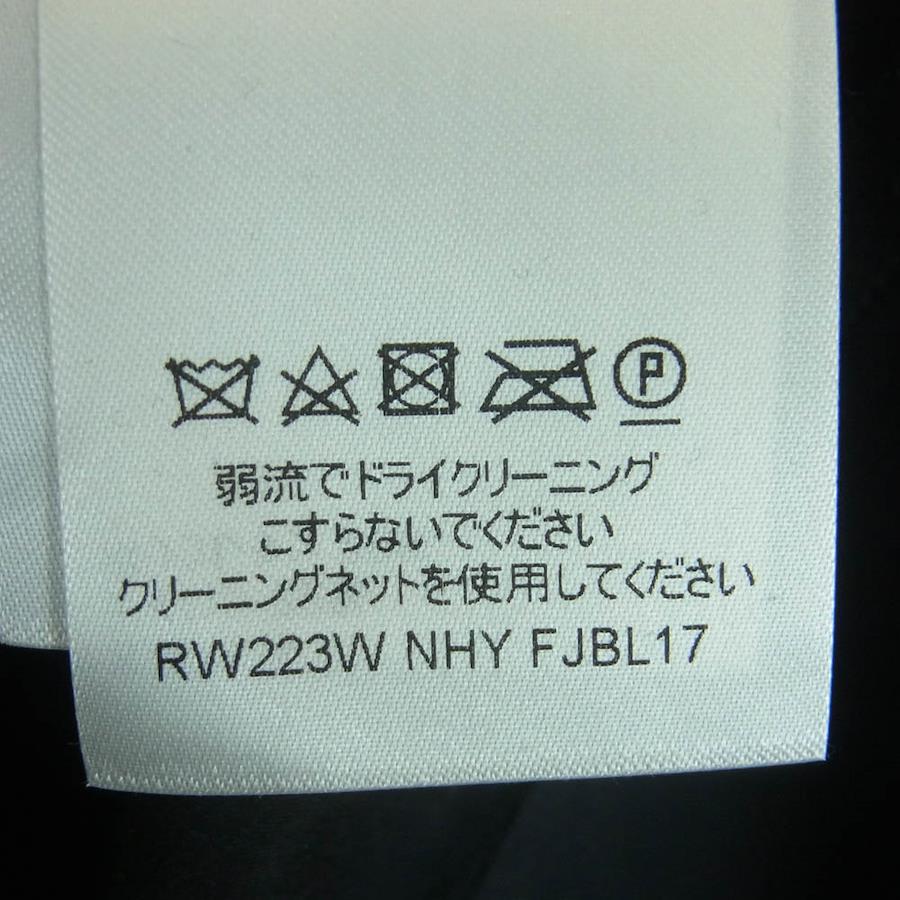 P
弱流でドライクリーニング
こすらないでください
クリーニングネットを使用してください
RW223W NHY FJBL17